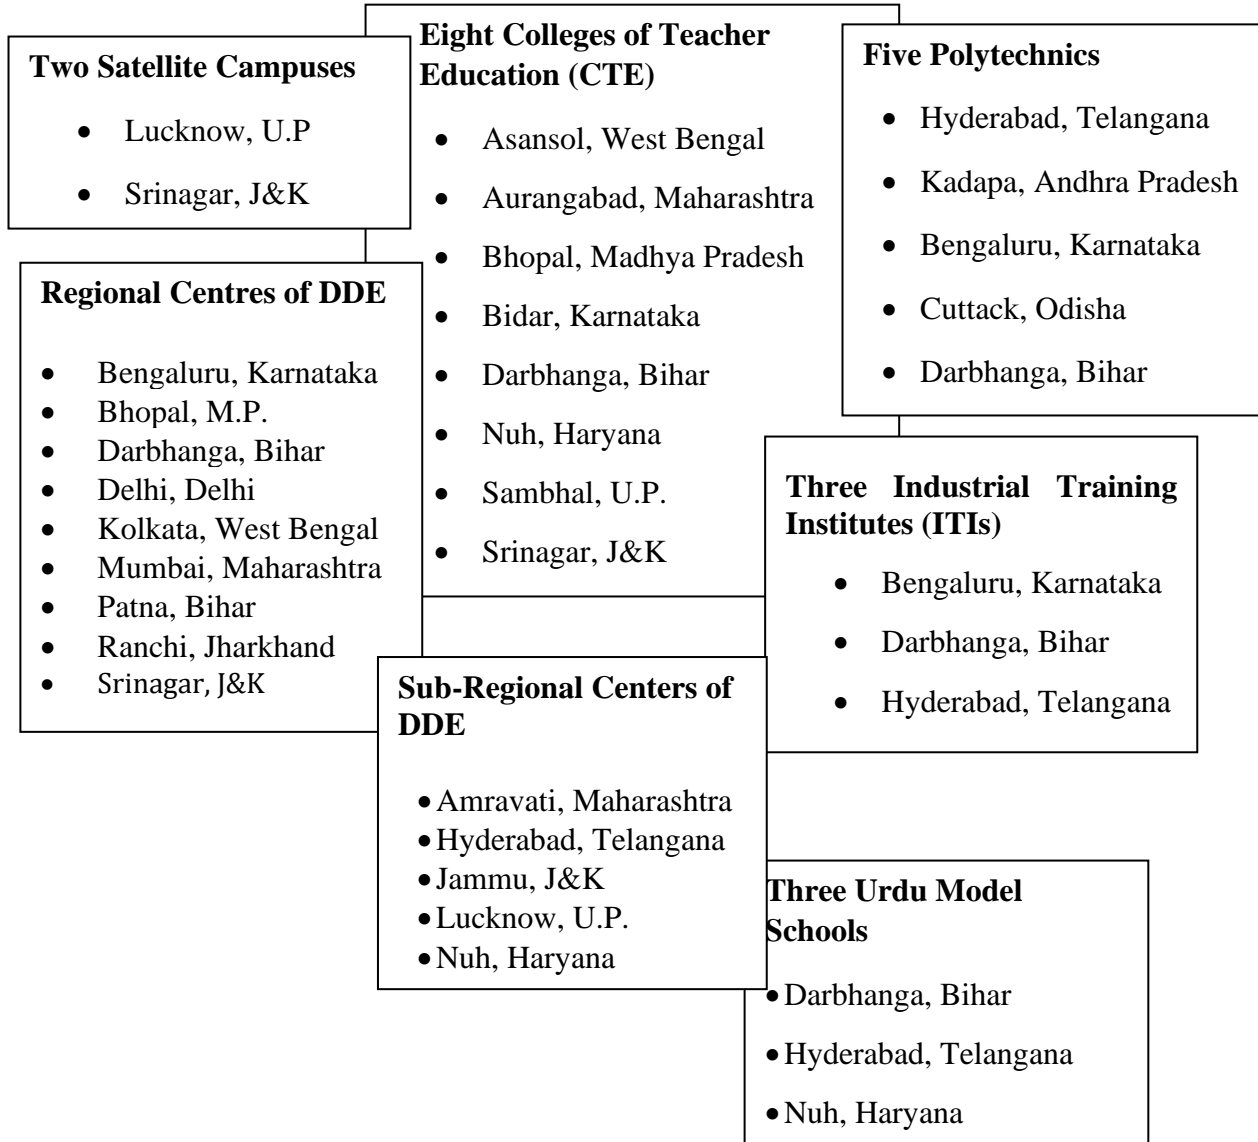 Two Satellite Campuses
• Lucknow, U.P
• Srinagar, J&K
Eight Colleges of Teacher
Education (CTE)
• Asansol, West Bengal
• Aurangabad, Maharashtra
• Bhopal, Madhya Pradesh
• Bidar, Karnataka
• Darbhanga, Bihar
• Nuh, Haryana
• Sambhal, U.P.
• Srinagar, J&K
Five Polytechnics
• Hyderabad, Telangana
• Kadapa, Andhra Pradesh
• Bengaluru, Karnataka
• Cuttack, Odisha
• Darbhanga, Bihar
Regional Centres of DDE
• Bengaluru, Karnataka
• Bhopal, M.P.
• Darbhanga, Bihar
• Delhi, Delhi
• Kolkata, West Bengal
• Mumbai, Maharashtra
• Patna, Bihar
• Ranchi, Jharkhand
• Srinagar, J&K
Three Industrial Training
Institutes (ITIs)
• Bengaluru, Karnataka
• Darbhanga, Bihar
• Hyderabad, Telangana
Sub-Regional Centers of
DDE
• Amravati, Maharashtra
• Hyderabad, Telangana
• Jammu, J&K
• Lucknow, U.P.
• Nuh, Haryana
Three Urdu Model
Schools
• Darbhanga, Bihar
• Hyderabad, Telangana
• Nuh, Haryana